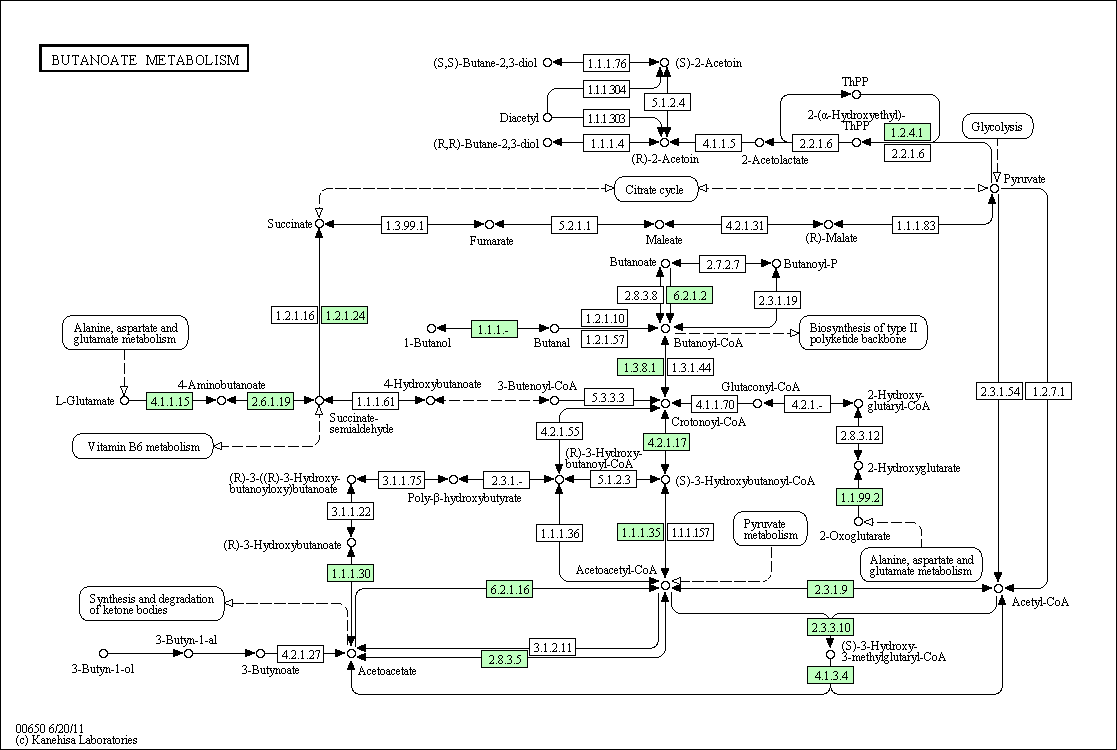 BUTANOATE METABOLISM
(S,S)-Butane-2,3-diol
1.1.1.76
(S)-2-Acetoin
1.1.1.304
5.1.2.4
Diacetyl
1.1.1.303
(R,R)-Butane-2,3-diol
1.1.1.4
(R)-2-Acetoin
4.1.1.5
2-Acetolactate
2.2.1.6
ThPP
2-(α-Hydroxyethyl)-
ThPP
1.2.4.1
2.2.1.6
Glycolysis
Pyruvate
Citrate cycle
Succinate
1.3.99.1
Fumarate
5.2.1.1
Maleate
4.2.1.31
(R)-Malate
1.1.1.83
Butanoate
2.7.2.7
Butanoyl-P
2.8.3.8
6.2.1.2
2.3.1.19
1.2.1.16
1.2.1.24
Alanine, aspartate and
glutamate metabolism
1-Butanol
1.1.1.-
Butanal
1.2.1.10
1.2.1.57
Butanoyl-CoA
Biosynthesis of type II
polyketide backbone
1.3.8.1
1.3.1.44
L-Glutamate
4.1.1.15
4-Aminobutanoate
2.6.1.19
Succinate-
semialdehyde
1.1.1.61
4-Hydroxybutanoate
3-Butenoyl-CoA
5.3.3.3
Crotonoyl-CoA
4.1.1.70
Glutaconyl-CoA
4.2.1.-
2-Hydroxy-
glutaryl-CoA
2.3.1.54
1.2.7.1
Vitamin B6 metabolism
4.2.1.55
4.2.1.17
2.8.3.12
(R)-3-Hydroxy-
butanoyl-CoA
2-Hydroxyglutarate
(R)-3-((R)-3-Hydroxy-
butanoyloxy)butanoate
3.1.1.75
Poly-β-hydroxybutyrate
2.3.1.-
5.1.2.3
(S)-3-Hydroxybutanoyl-CoA
1.1.99.2
3.1.1.22
1.1.1.36
1.1.1.35
1.1.1.157
Pyruvate
metabolism
2-Oxoglutarate
(R)-3-Hydroxybutanoate
Alanine, aspartate and
glutamate metabolism
1.1.1.30
Acetoacetyl-CoA
6.2.1.16
2.3.1.9
Acetyl-CoA
Synthesis and degradation
of ketone bodies
2.3.3.10
3-Butyn-1-ol
3-Butyn-1-al
3-Butynoate
4.2.1.27
Acetoacetate
3.1.2.11
2.8.3.5
(S)-3-Hydroxy-
3-methylglutaryl-CoA
4.1.3.4
00650 6/20/11
(c) Kanehisa Laboratories